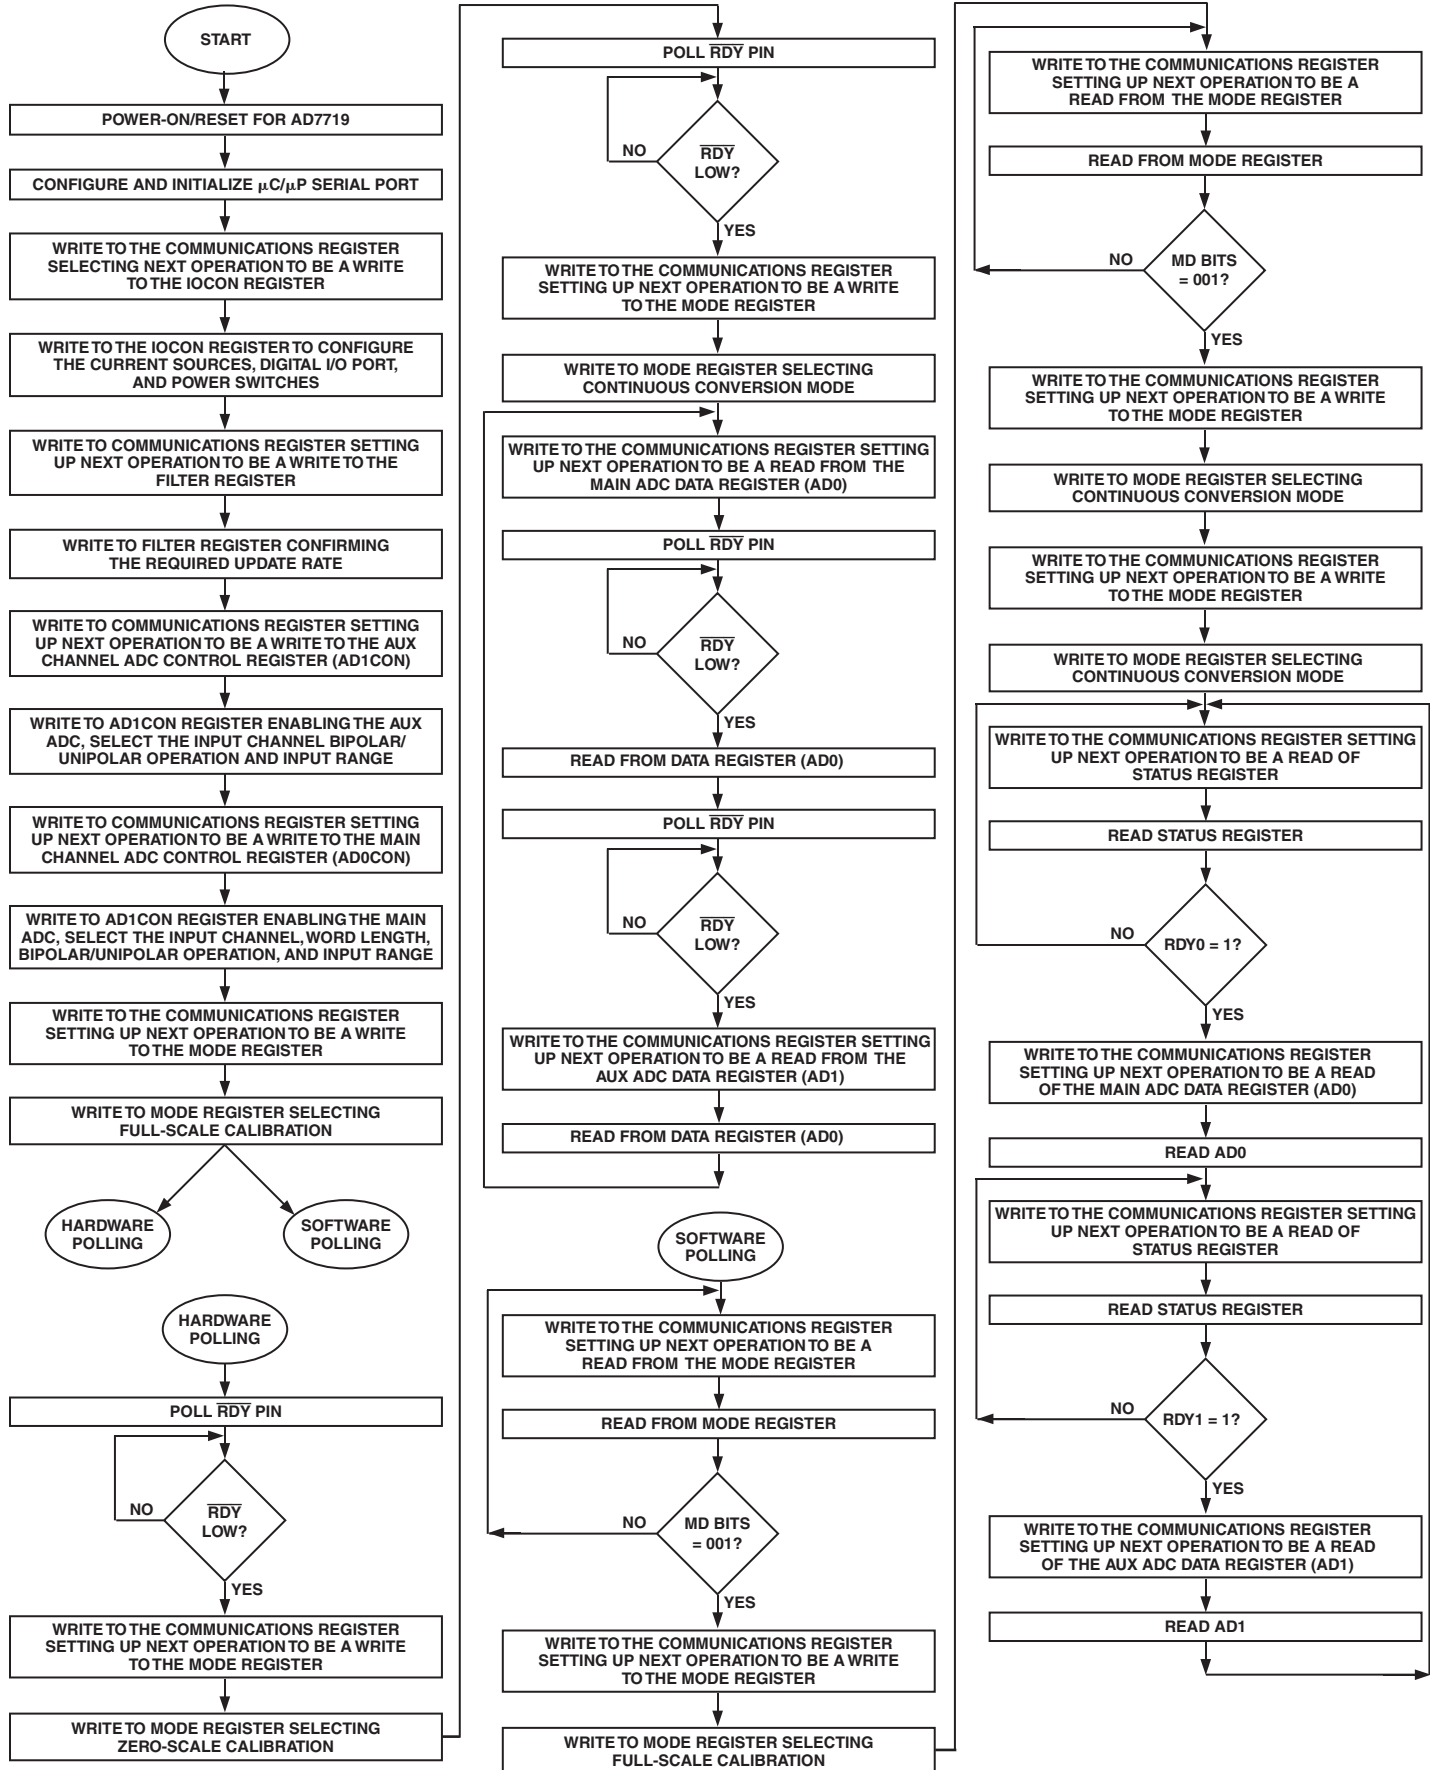 START
POWER-ON/RESET FOR AD7719
CONFIGURE AND INITIALIZE μC/μP SERIAL PORT
WRITE TO THE COMMUNICATIONS REGISTER
SELECTING NEXT OPERATION TO BE A WRITE
TO THE IOCON REGISTER
WRITE TO THE IOCON REGISTER TO CONFIGURE
THE CURRENT SOURCES, DIGITAL I/O PORT,
AND POWER SWITCHES
WRITE TO COMMUNICATIONS REGISTER SETTING
UP NEXT OPERATION TO BE A WRITE TO THE
FILTER REGISTER
WRITE TO FILTER REGISTER CONFIRMING
THE REQUIRED UPDATE RATE
WRITE TO COMMUNICATIONS REGISTER SETTING
UP NEXT OPERATION TO BE A WRITE TO THE AUX
CHANNEL ADC CONTROL REGISTER (AD1CON)
WRITE TO AD1CON REGISTER ENABLING THE AUX
ADC, SELECT THE INPUT CHANNEL BIPOLAR/
UNIPOLAR OPERATION AND INPUT RANGE
WRITE TO COMMUNICATIONS REGISTER SETTING
UP NEXT OPERATION TO BE A WRITE TO THE MAIN
CHANNEL ADC CONTROL REGISTER (AD0CON)
WRITE TO AD1CON REGISTER ENABLING THE MAIN
ADC, SELECT THE INPUT CHANNEL, WORD LENGTH,
BIPOLAR/UNIPOLAR OPERATION, AND INPUT RANGE
WRITE TO THE COMMUNICATIONS REGISTER
SETTING UP NEXT OPERATION TO BE A WRITE
TO THE MODE REGISTER
WRITE TO MODE REGISTER SELECTING
FULL-SCALE CALIBRATION
HARDWARE
POLLING
SOFTWARE
POLLING
HARDWARE
POLLING
POLL RDY PIN
NO
RDY
LOW?
YES
WRITE TO THE COMMUNICATIONS REGISTER
SETTING UP NEXT OPERATION TO BE A WRITE
TO THE MODE REGISTER
WRITE TO MODE REGISTER SELECTING
ZERO-SCALE CALIBRATION
POLL RDY PIN
NO
RDY
LOW?
YES
WRITE TO THE COMMUNICATIONS REGISTER
SETTING UP NEXT OPERATION TO BE A WRITE
TO THE MODE REGISTER
WRITE TO MODE REGISTER SELECTING
CONTINUOUS CONVERSION MODE
WRITE TO THE COMMUNICATIONS REGISTER SETTING
UP NEXT OPERATION TO BE A READ FROM THE
MAIN ADC DATA REGISTER (AD0)
POLL RDY PIN
NO
RDY
LOW?
YES
READ FROM DATA REGISTER (AD0)
POLL RDY PIN
NO
RDY
LOW?
YES
WRITE TO THE COMMUNICATIONS REGISTER SETTING
UP NEXT OPERATION TO BE A READ FROM THE
AUX ADC DATA REGISTER (AD1)
READ FROM DATA REGISTER (AD0)
SOFTWARE
POLLING
WRITE TO THE COMMUNICATIONS REGISTER
SETTING UP NEXT OPERATION TO BE A
READ FROM THE MODE REGISTER
READ FROM MODE REGISTER
NO
MD BITS
= 001?
YES
WRITE TO THE COMMUNICATIONS REGISTER
SETTING UP NEXT OPERATION TO BE A WRITE
TO THE MODE REGISTER
WRITE TO MODE REGISTER SELECTING
FULL-SCALE CALIBRATION
WRITE TO THE COMMUNICATIONS REGISTER
SETTING UP NEXT OPERATION TO BE A
READ FROM THE MODE REGISTER
READ FROM MODE REGISTER
NO
MD BITS
= 001?
YES
WRITE TO THE COMMUNICATIONS REGISTER
SETTING UP NEXT OPERATION TO BE A WRITE
TO THE MODE REGISTER
WRITE TO MODE REGISTER SELECTING
CONTINUOUS CONVERSION MODE
WRITE TO THE COMMUNICATIONS REGISTER
SETTING UP NEXT OPERATION TO BE A WRITE
TO THE MODE REGISTER
WRITE TO MODE REGISTER SELECTING
CONTINUOUS CONVERSION MODE
WRITE TO THE COMMUNICATIONS REGISTER SETTING
UP NEXT OPERATION TO BE A READ OF
STATUS REGISTER
READ STATUS REGISTER
NO
RDY0 = 1?
YES
WRITE TO THE COMMUNICATIONS REGISTER
SETTING UP NEXT OPERATION TO BE A READ
OF THE MAIN ADC DATA REGISTER (AD0)
READ AD0
WRITE TO THE COMMUNICATIONS REGISTER SETTING
UP NEXT OPERATION TO BE A READ OF
STATUS REGISTER
READ STATUS REGISTER
NO
RDY1 = 1?
YES
WRITE TO THE COMMUNICATIONS REGISTER
SETTING UP NEXT OPERATION TO BE A READ
OF THE AUX ADC DATA REGISTER (AD1)
READ AD1